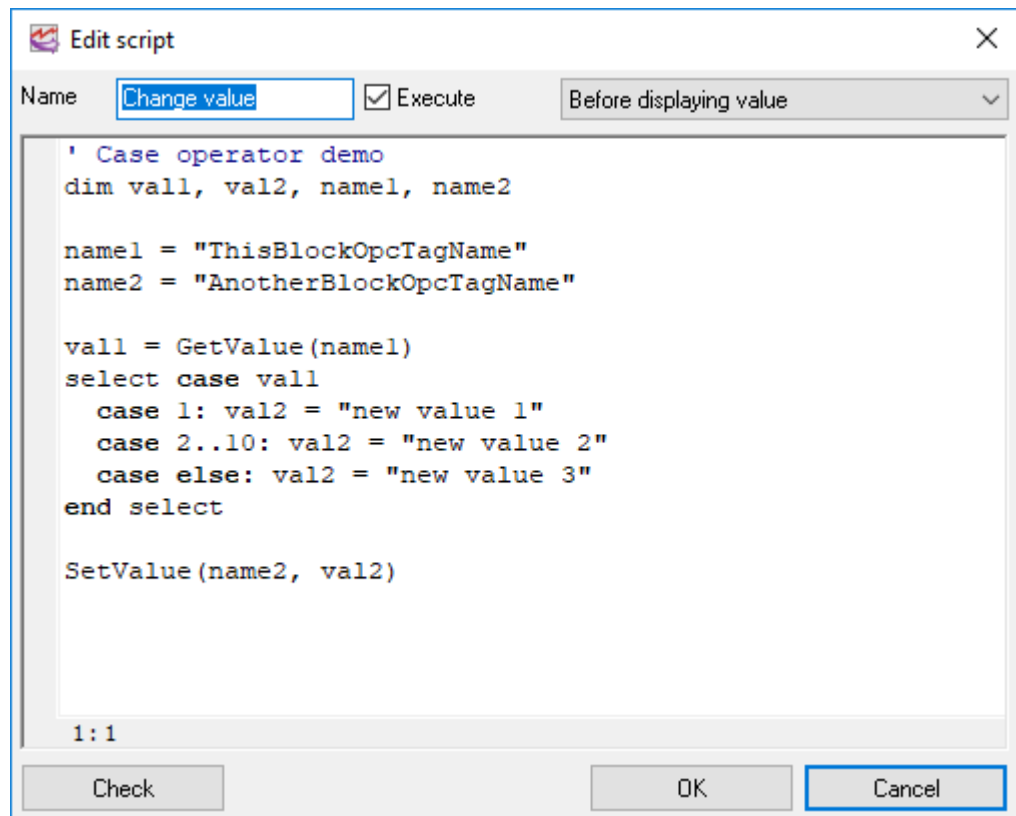 Edit script
Name Change value Execute Before displaying value
' Case operator demo
dim val1, val2, name1, name2
name1 = "ThisBlockOpcTagName"
name2 = "AnotherBlockOpcTagName"
val1 = GetValue(name1)
select case val1
case 1: val2 = "new value 1"
case 2..10: val2 = "new value 2"
case else: val2 = "new value 3"
end select
SetValue(name2, val2)
1:1
Check OK Cancel